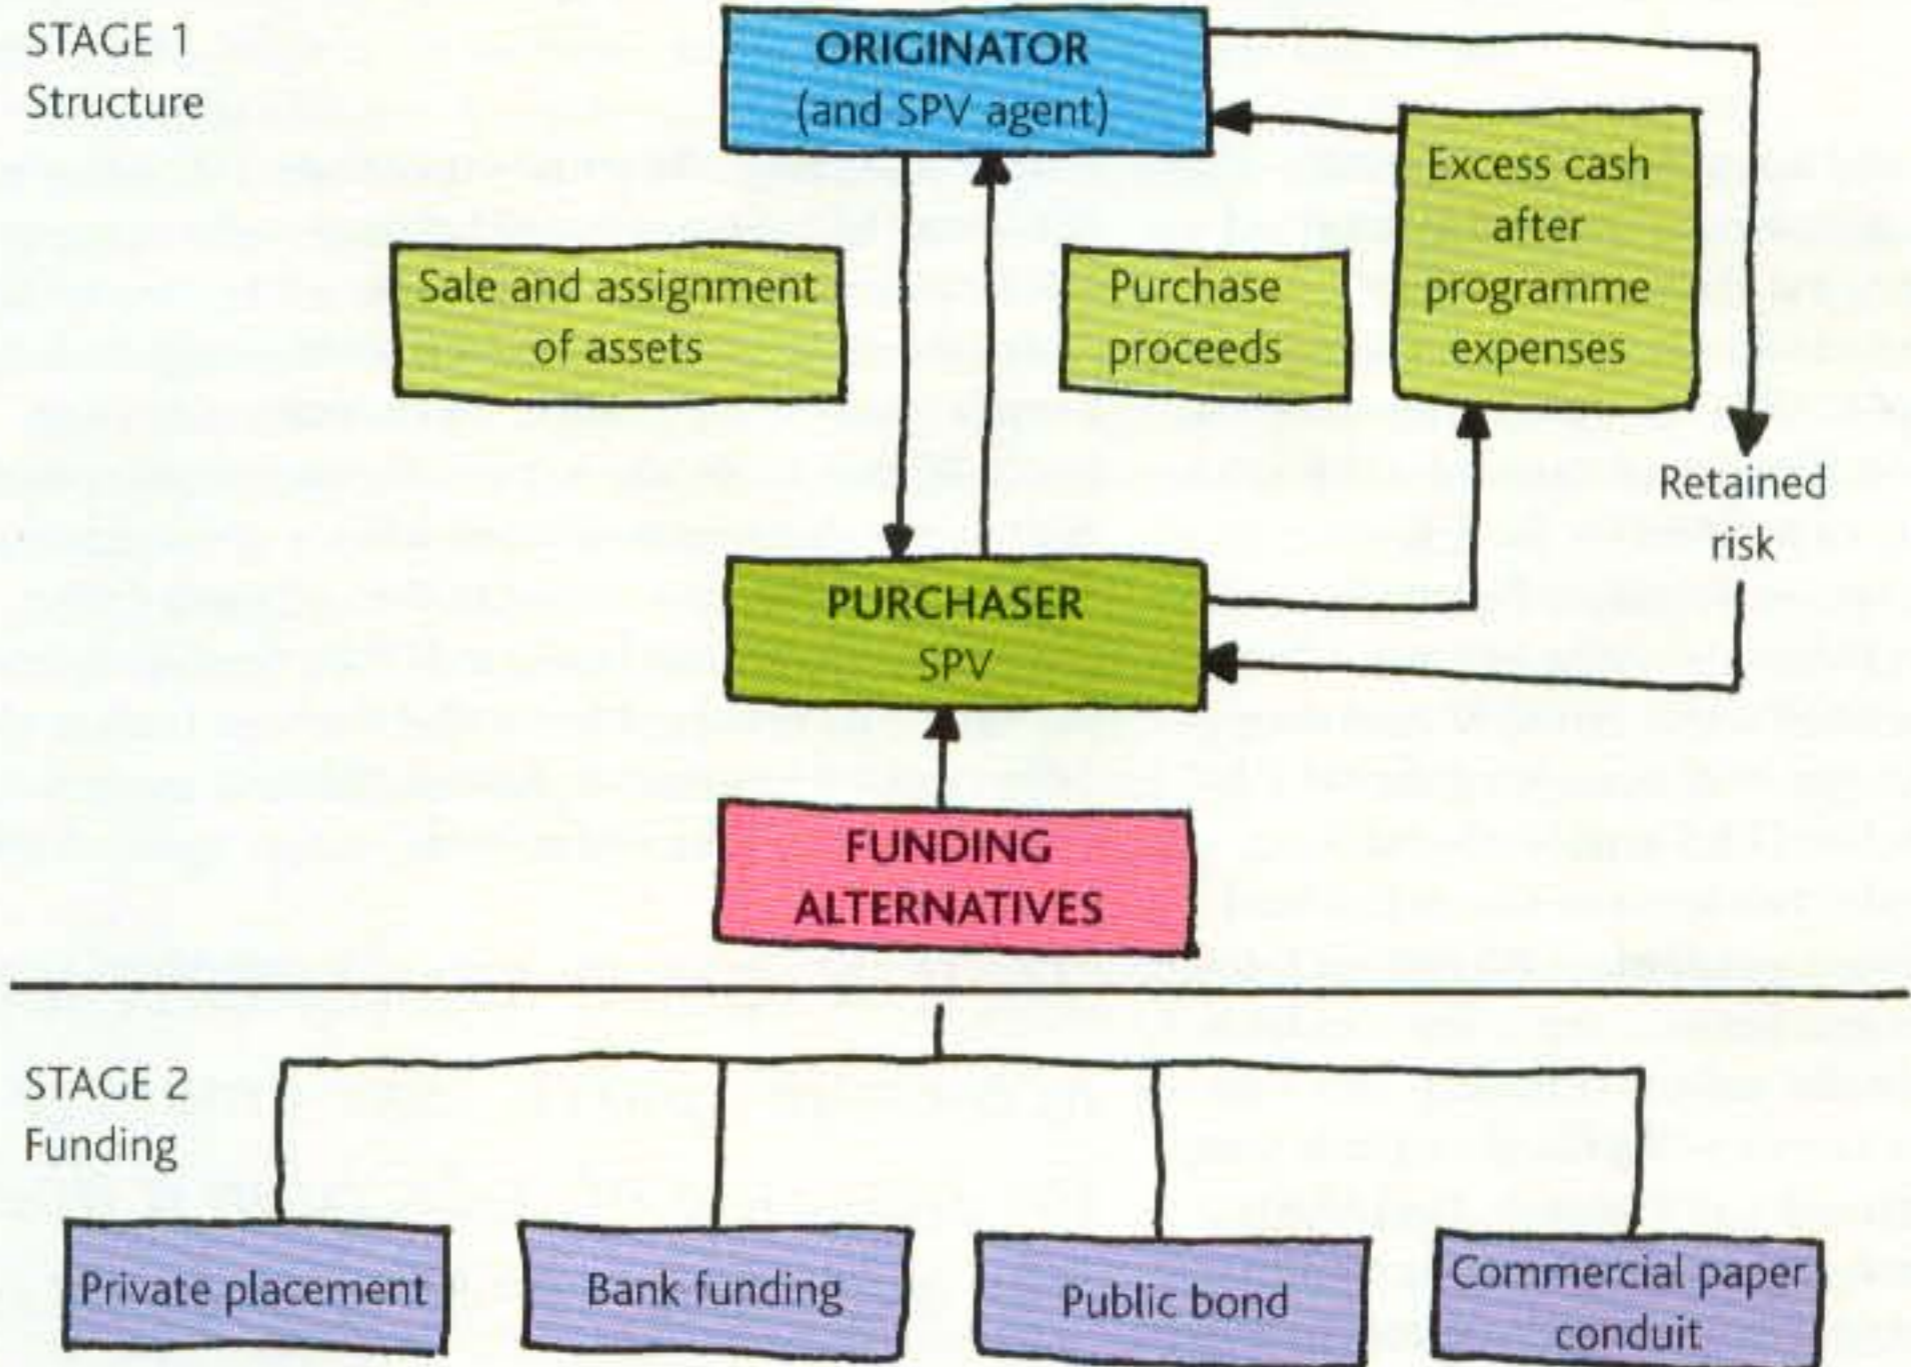 STAGE 1
Structure
ORIGINATOR
(and SPV agent)
Excess cash
after
programme
expenses
Sale and assignment
of assets
Purchase
proceeds
Retained
risk
PURCHASER
SPV
FUNDING
ALTERNATIVES
STAGE 2
Funding
Private placement
Bank funding
Public bond
Commercial paper
conduit